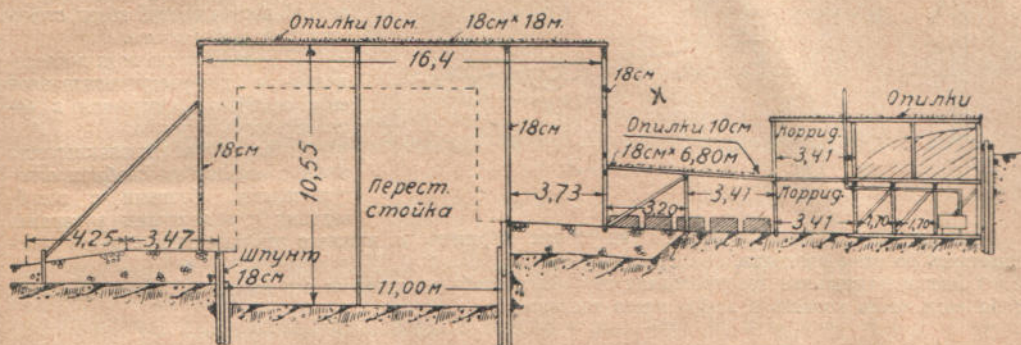 Опилки 10см.
18см × 18м.
16,4
18см
Опилки
Опилки 10см
Коррид.
3,41
18см
18см
10,55
18см × 6,80м
Перест.
стойка
3,73
3,41
Коррид.
3,20
3,41
1,70
1,70
4,25
3,47
Шпунт
18см
11,00м